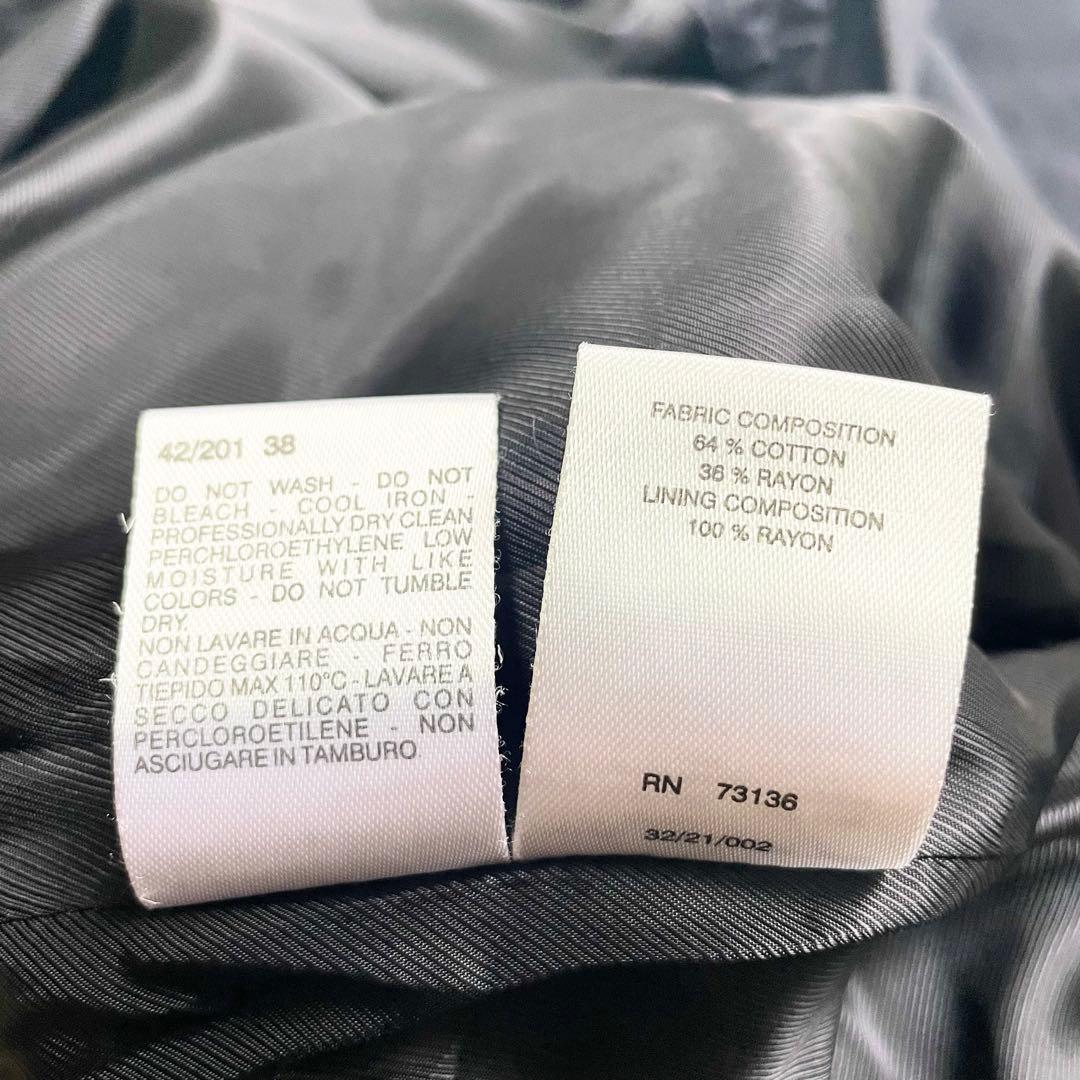 42/201 38
DO NOT WASH - DO NOT
BLEACH - COOL IRON -
PROFESSIONALLY DRY CLEAN
PERCHLOROETHYLENE LOW
MOISTURE WITH LIKE
COLORS - DO NOT TUMBLE
DRY.
NON LAVARE IN ACQUA - NON
CANDEGGIARE - FERRO
TIEPIDO MAX 110°C - LAVARE A
SECCO DELICATO CON
PERCLOROETILENE - NON
ASCIUGARE IN TAMBURO.
FABRIC COMPOSITION
64 % COTTON
36 % RAYON
LINING COMPOSITION
100 % RAYON
RN 73136
32/21/002